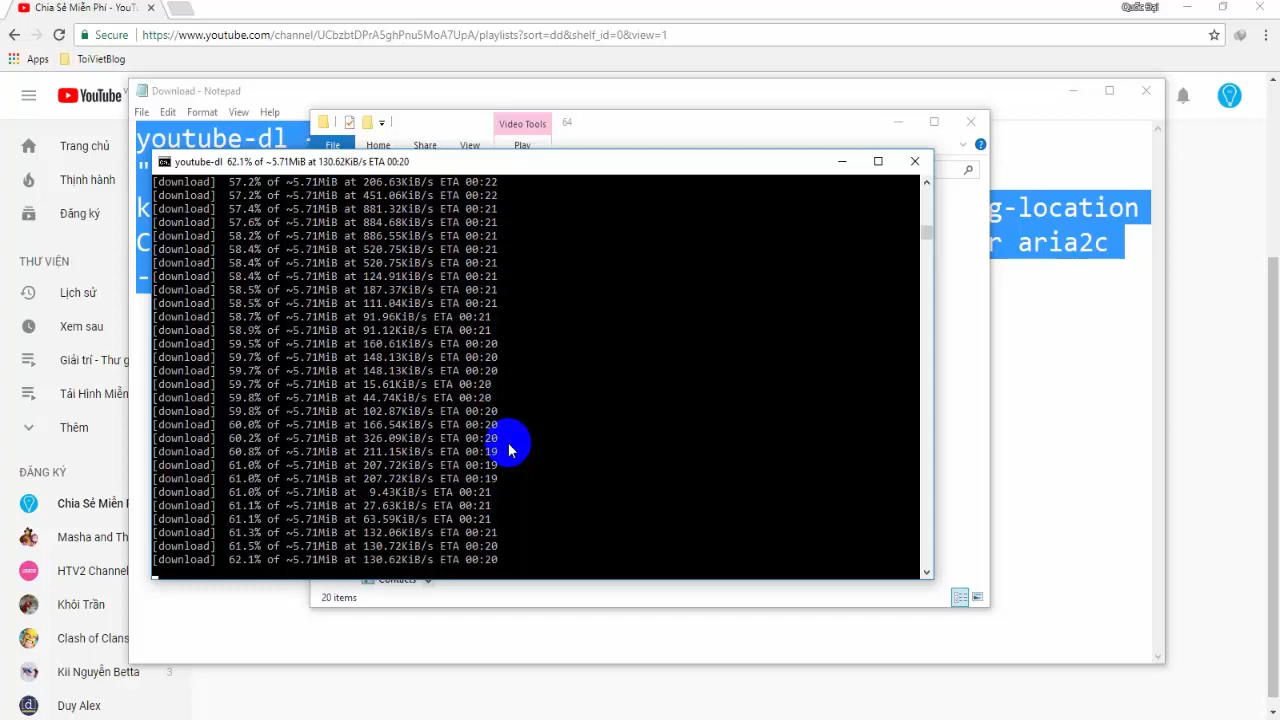 Chia Sẻ Miễn Phí - YouT
Quốc Đại
Secure
https://www.youtube.com/channel/UCbzbtDPrA5ghPnu5MoA7UpA/playlists?sort=dd&shelf_id=0&view=1
Apps
ToiVietBlog
YouTube
Download - Notepad
File Edit Format View Help
youtube-dl
"
k
g-location
C
r aria2c
-
Video Tools
64
File Home Share View Play
youtube-dl 62.1% of ~5.71MiB at 130.62KiB/s ETA 00:20
[download] 57.2% of ~5.71MiB at 206.63KiB/s ETA 00:22
[download] 57.2% of ~5.71MiB at 451.06KiB/s ETA 00:22
[download] 57.4% of ~5.71MiB at 881.32KiB/s ETA 00:21
[download] 57.6% of ~5.71MiB at 884.68KiB/s ETA 00:21
[download] 58.2% of ~5.71MiB at 886.55KiB/s ETA 00:21
[download] 58.4% of ~5.71MiB at 520.75KiB/s ETA 00:21
[download] 58.4% of ~5.71MiB at 520.75KiB/s ETA 00:21
[download] 58.4% of ~5.71MiB at 124.91KiB/s ETA 00:21
[download] 58.5% of ~5.71MiB at 187.37KiB/s ETA 00:21
[download] 58.5% of ~5.71MiB at 111.04KiB/s ETA 00:21
[download] 58.7% of ~5.71MiB at 91.96KiB/s ETA 00:21
[download] 58.9% of ~5.71MiB at 91.12KiB/s ETA 00:21
[download] 59.5% of ~5.71MiB at 160.61KiB/s ETA 00:20
[download] 59.7% of ~5.71MiB at 148.13KiB/s ETA 00:20
[download] 59.7% of ~5.71MiB at 148.13KiB/s ETA 00:20
[download] 59.7% of ~5.71MiB at 15.61KiB/s ETA 00:20
[download] 59.8% of ~5.71MiB at 44.74KiB/s ETA 00:20
[download] 59.8% of ~5.71MiB at 102.87KiB/s ETA 00:20
[download] 60.0% of ~5.71MiB at 166.54KiB/s ETA 00:20
[download] 60.2% of ~5.71MiB at 326.09KiB/s ETA 00:20
[download] 60.8% of ~5.71MiB at 211.15KiB/s ETA 00:19
[download] 61.0% of ~5.71MiB at 207.72KiB/s ETA 00:19
[download] 61.0% of ~5.71MiB at 207.72KiB/s ETA 00:19
[download] 61.0% of ~5.71MiB at 9.43KiB/s ETA 00:21
[download] 61.1% of ~5.71MiB at 27.63KiB/s ETA 00:21
[download] 61.1% of ~5.71MiB at 63.59KiB/s ETA 00:21
[download] 61.3% of ~5.71MiB at 132.06KiB/s ETA 00:21
[download] 61.5% of ~5.71MiB at 130.72KiB/s ETA 00:20
[download] 62.1% of ~5.71MiB at 130.62KiB/s ETA 00:20
Contacts
20 items
Trang chủ
Thịnh hành
Đăng ký
THƯ VIỆN
Lịch sử
Xem sau
Giải trí - Thư g
Tải Hình Miễn
Thêm
ĐĂNG KÝ
Chia Sẻ Miễn P
Masha and Th
HTV2 Channel
Khôi Trần
Clash of Clans
Kii Nguyễn Betta 3
Duy Alex